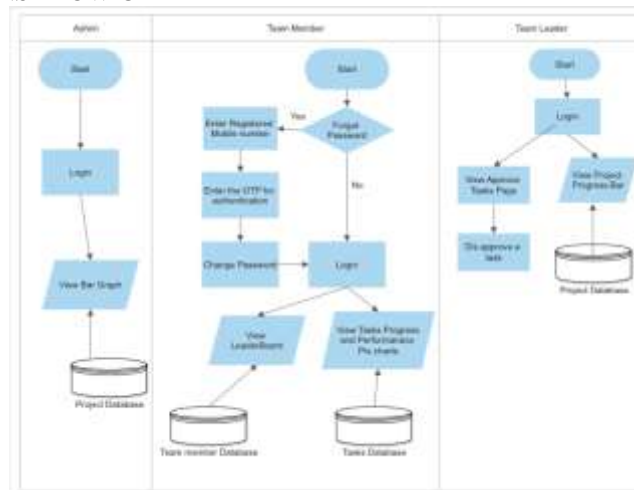 Admin
Team Member
Team Leader
Start
Login
View Bar Graph
Project Database
Start
Forgot
Password
Yes
No
Enter Registered
Mobile number
Enter the OTP for
authentication
Change Password
Login
View
LeaderBoard
View Tasks Progress
and Performance
Pie charts
Team member Database
Tasks Database
Start
Login
View Approve
Tasks Page
View Project
Progress Bar
Dis approve a
task
Project Database